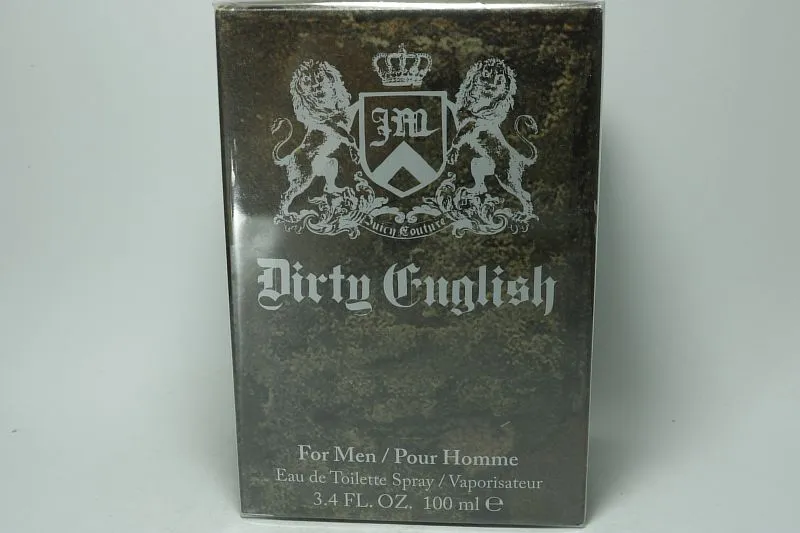 JM
Juicy Couture
Dirty English
For Men / Pour Homme
Eau de Toilette Spray / Vaporisateur
3.4 FL. OZ. 100 ml ℮